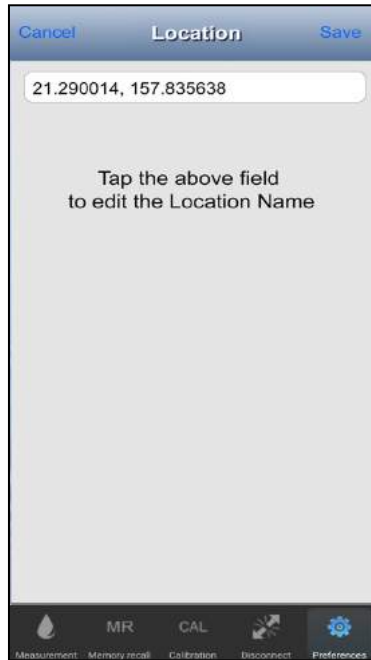 Cancel Location Save
21.290014, 157.835638
Tap the above field
to edit the Location Name
MR CAL
Measurement Memory recall Calibration Disconnect Preferences